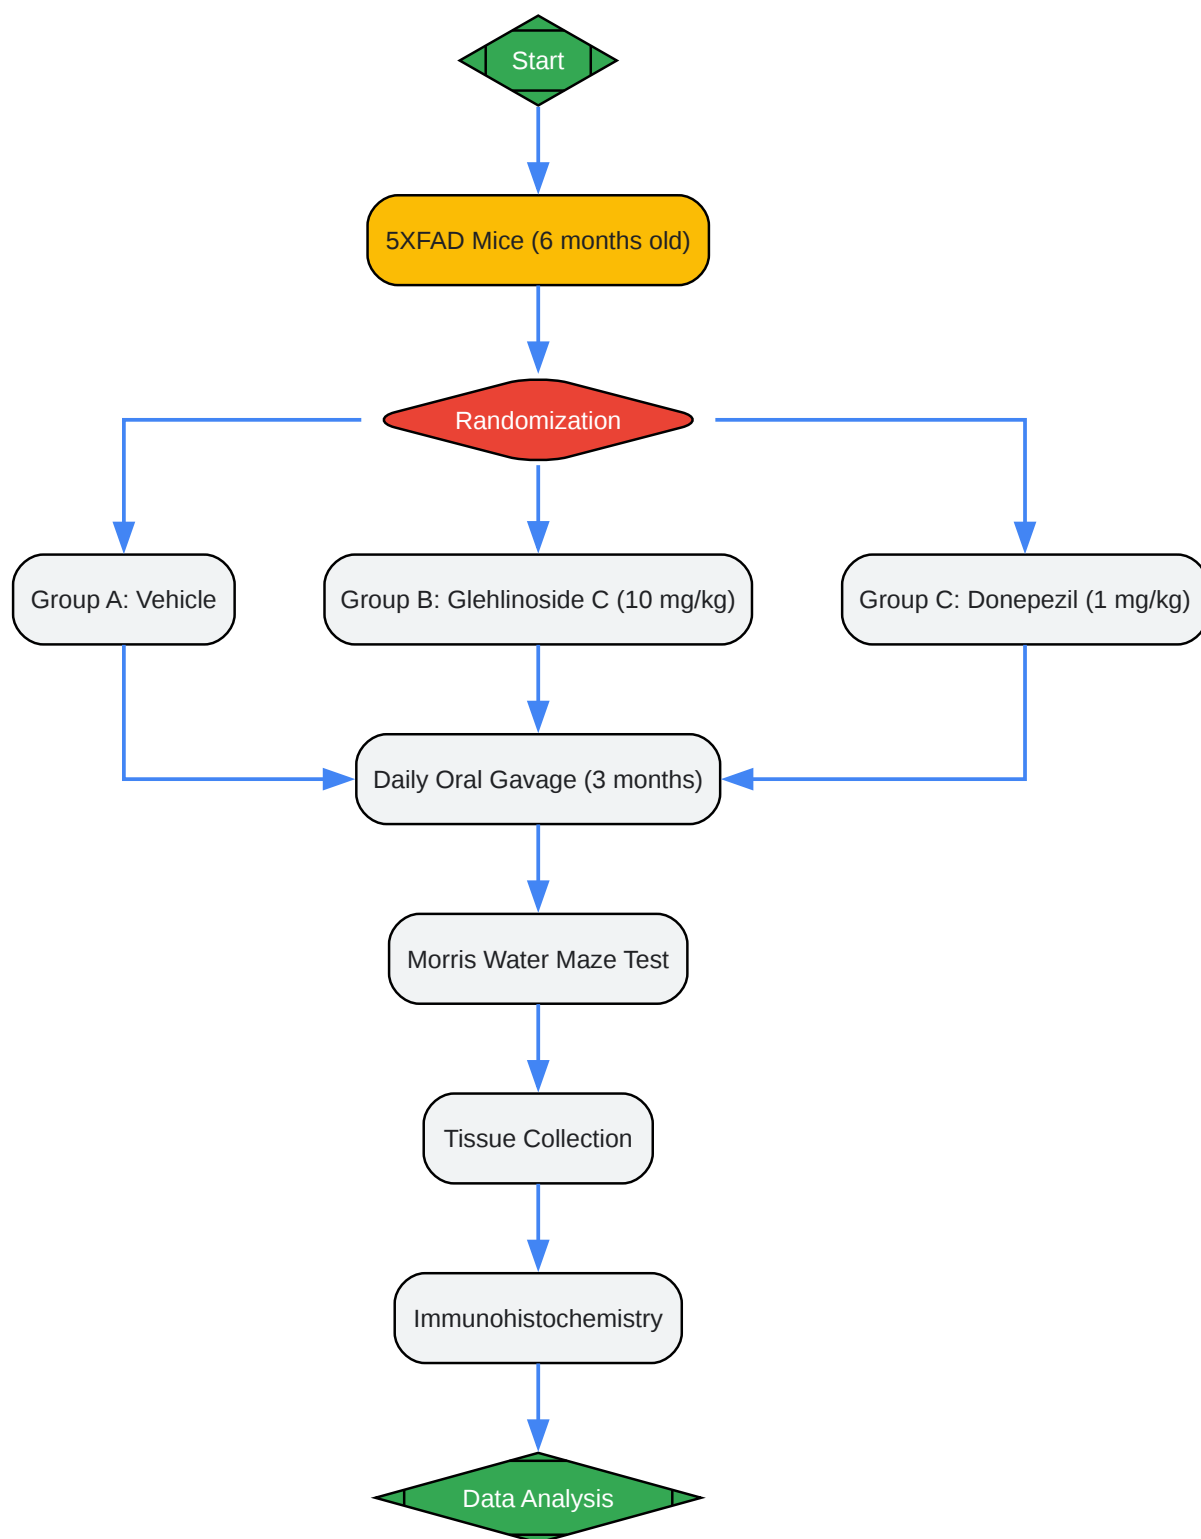 Start
5XFAD Mice (6 months old)
Randomization
Group A: Vehicle
Group B: Glehlinoside C (10 mg/kg)
Group C: Donepezil (1 mg/kg)
Daily Oral Gavage (3 months)
Morris Water Maze Test
Tissue Collection
Immunohistochemistry
Data Analysis